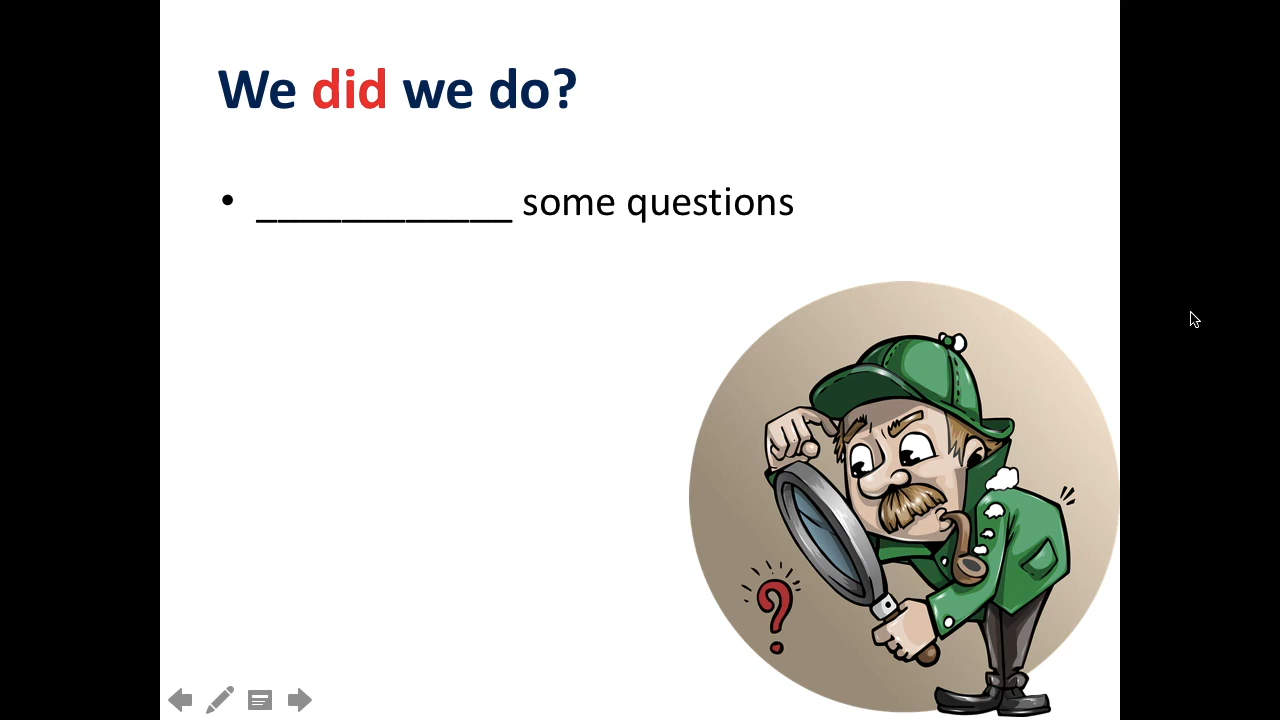 We did we do?
• ____________ some questions
?